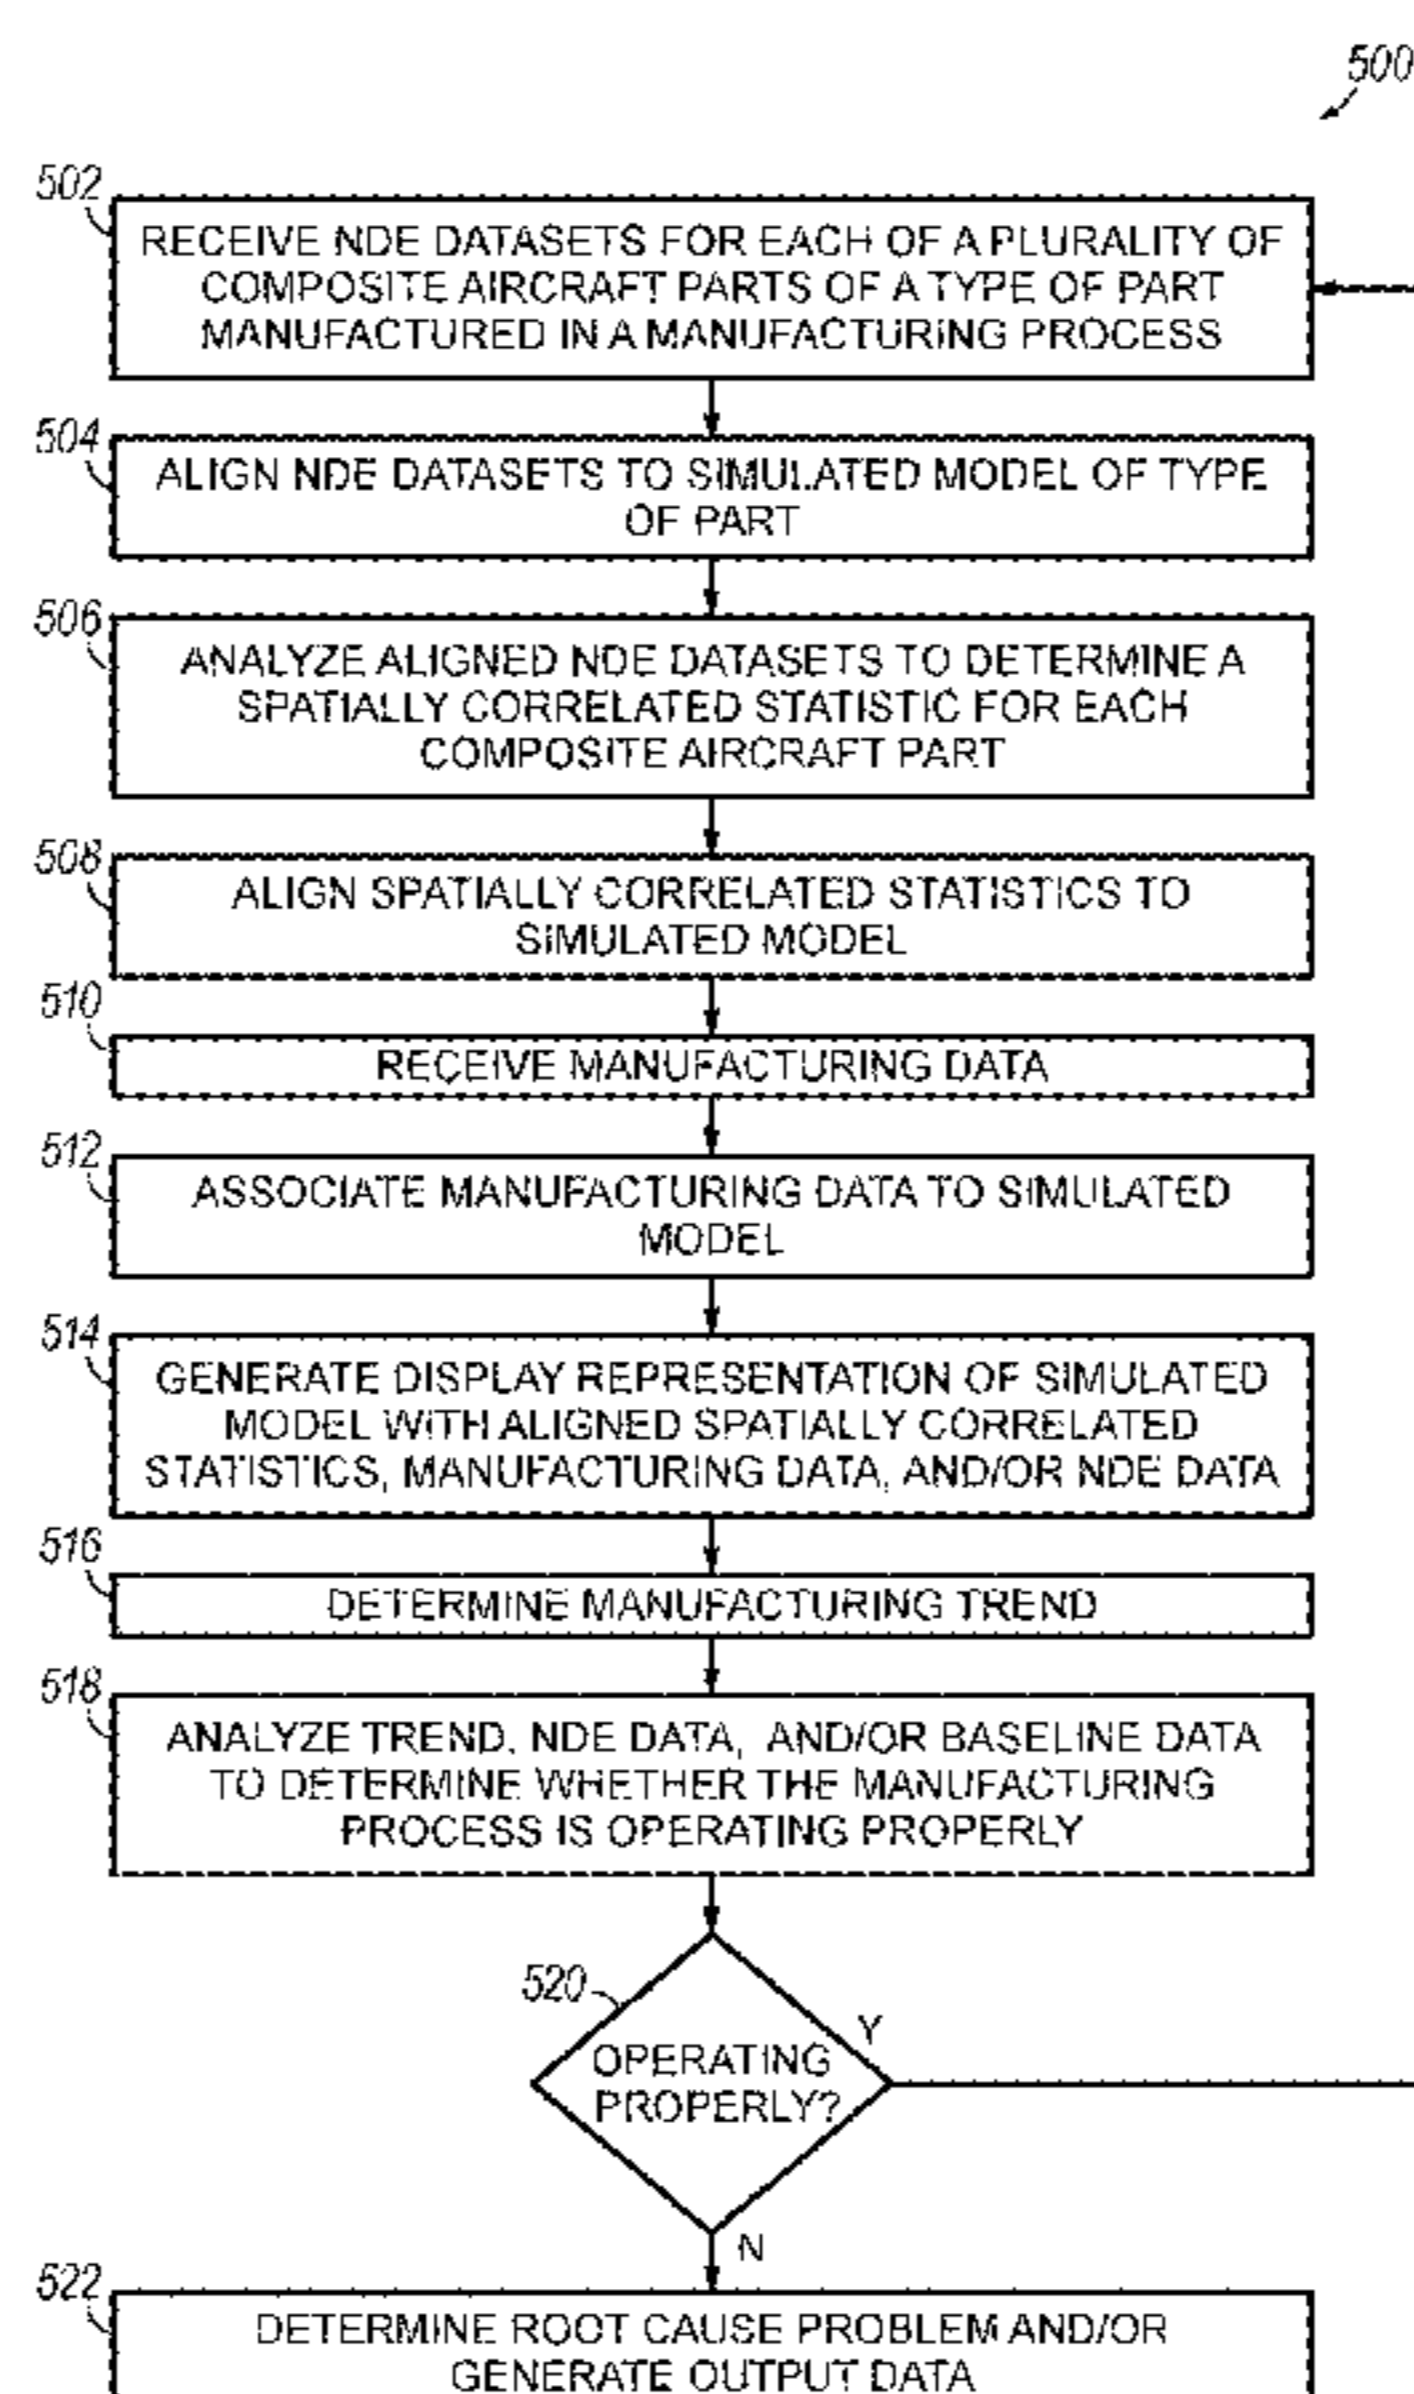 500
502
RECEIVE NDE DATASETS FOR EACH OF A PLURALITY OF
COMPOSITE AIRCRAFT PARTS OF A TYPE OF PART
MANUFACTURED IN A MANUFACTURING PROCESS
504
ALIGN NDE DATASETS TO SIMULATED MODEL OF TYPE
OF PART
506
ANALYZE ALIGNED NDE DATASETS TO DETERMINE A
SPATIALLY CORRELATED STATISTIC FOR EACH
COMPOSITE AIRCRAFT PART
508
ALIGN SPATIALLY CORRELATED STATISTICS TO
SIMULATED MODEL
510
RECEIVE MANUFACTURING DATA
512
ASSOCIATE MANUFACTURING DATA TO SIMULATED
MODEL
514
GENERATE DISPLAY REPRESENTATION OF SIMULATED
MODEL WITH ALIGNED SPATIALLY CORRELATED
STATISTICS, MANUFACTURING DATA, AND/OR NDE DATA
516
DETERMINE MANUFACTURING TREND
518
ANALYZE TREND, NDE DATA, AND/OR BASELINE DATA
TO DETERMINE WHETHER THE MANUFACTURING
PROCESS IS OPERATING PROPERLY
520
OPERATING
PROPERLY?
Y
N
522
DETERMINE ROOT CAUSE PROBLEM AND/OR
GENERATE OUTPUT DATA